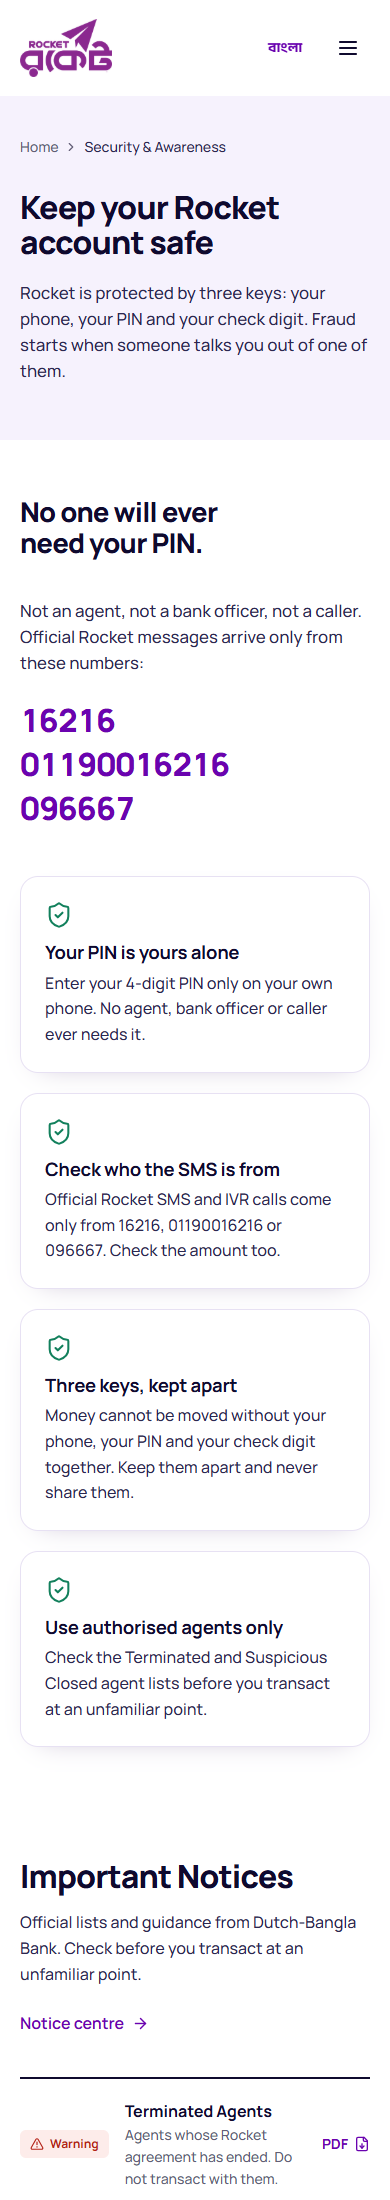 ROCKET
রকেট
বাংলা
Home > Security & Awareness
Keep your Rocket
account safe
Rocket is protected by three keys: your
phone, your PIN and your check digit. Fraud
starts when someone talks you out of one of
them.
No one will ever
need your PIN.
Not an agent, not a bank officer, not a caller.
Official Rocket messages arrive only from
these numbers:
16216
01190016216
096667
Your PIN is yours alone
Enter your 4-digit PIN only on your own
phone. No agent, bank officer or caller
ever needs it.
Check who the SMS is from
Official Rocket SMS and IVR calls come
only from 16216, 01190016216 or
096667. Check the amount too.
Three keys, kept apart
Money cannot be moved without your
phone, your PIN and your check digit
together. Keep them apart and never
share them.
Use authorised agents only
Check the Terminated and Suspicious
Closed agent lists before you transact
at an unfamiliar point.
Important Notices
Official lists and guidance from Dutch-Bangla
Bank. Check before you transact at an
unfamiliar point.
Notice centre →
Warning
Terminated Agents
Agents whose Rocket
agreement has ended. Do
not transact with them.
PDF